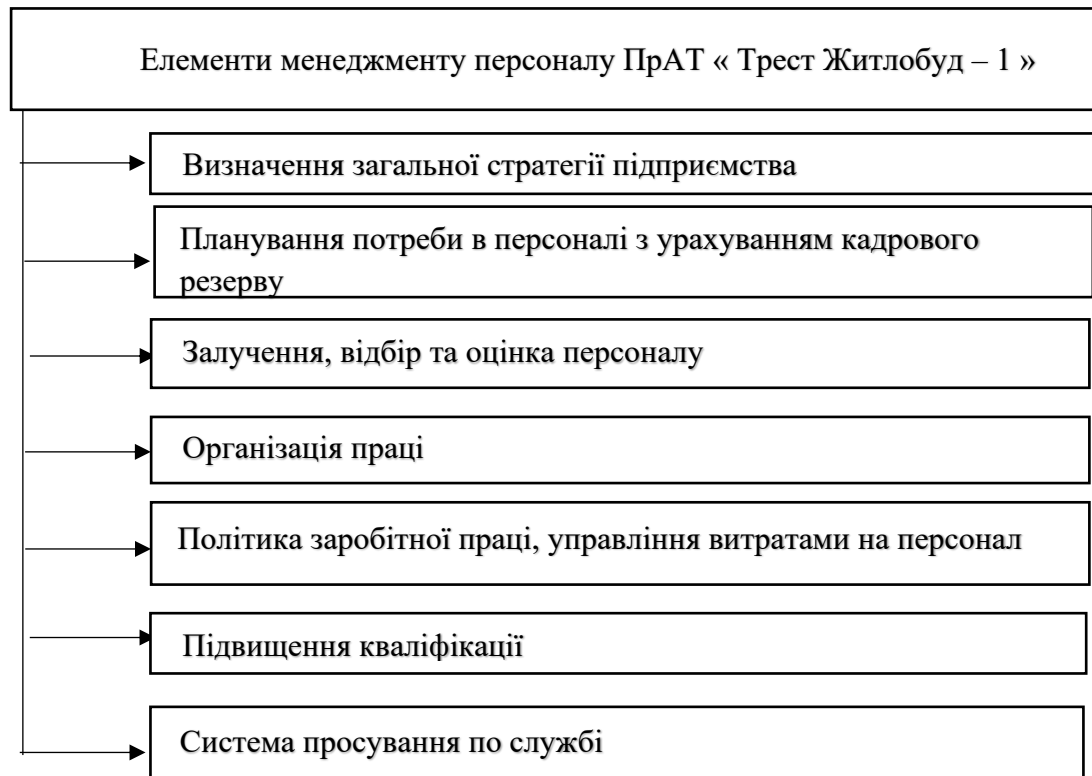 Елементи менеджменту персоналу ПрАТ « Трест Житлобуд – 1 »
Визначення загальної стратегії підприємства
Планування потреби в персоналі з урахуванням кадрового
резерву
Залучення, відбір та оцінка персоналу
Організація праці
Політика заробітної праці, управління витратами на персонал
Підвищення кваліфікації
Система просування по службі